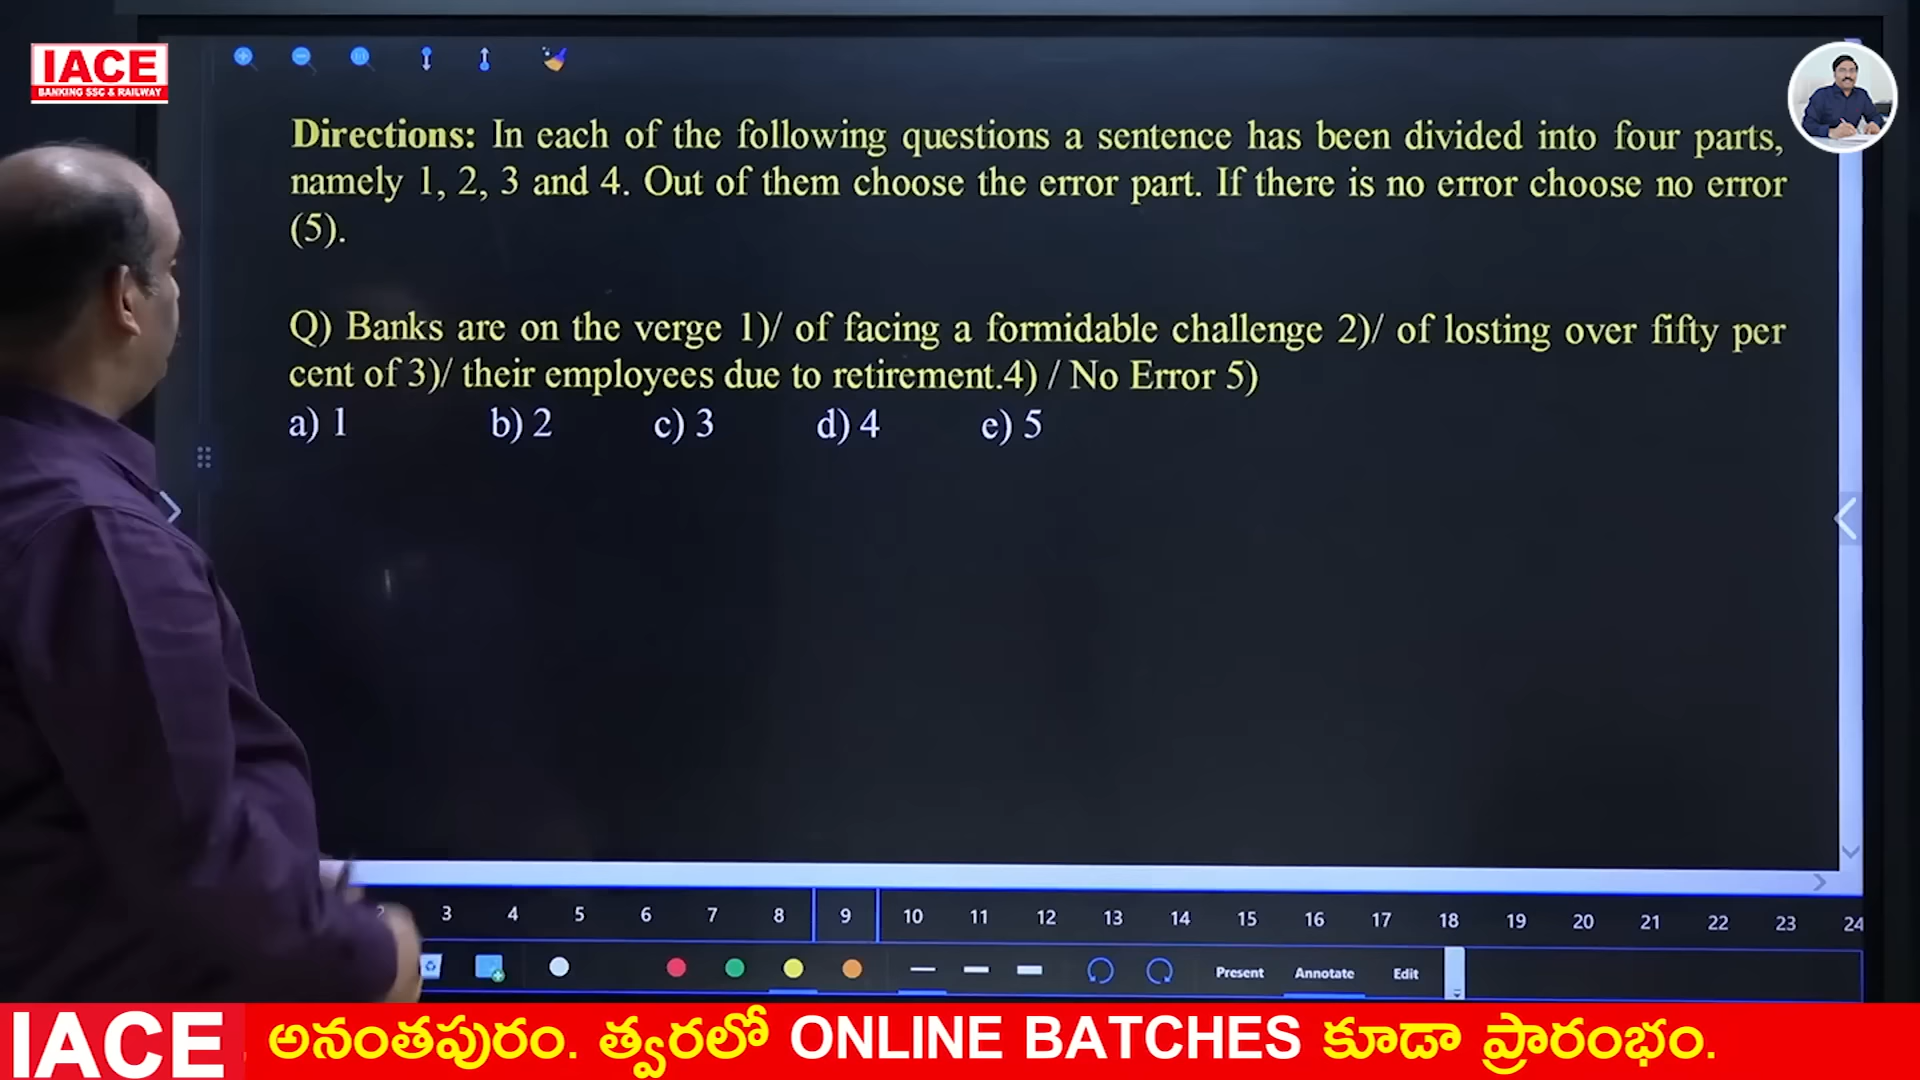 IACE
BANKING SSC & RAILWAY
Directions: In each of the following questions a sentence has been divided into four parts,
namely 1, 2, 3 and 4. Out of them choose the error part. If there is no error choose no error
(5).
Q) Banks are on the verge 1)/ of facing a formidable challenge 2)/ of losting over fifty per
cent of 3)/ their employees due to retirement.4) / No Error 5)
a) 1 b) 2 c) 3 d) 4 e) 5
2 3 4 5 6 7 8 9 10 11 12 13 14 15 16 17 18 19 20 21 22 23 24
Present Annotate Edit
IACE అనంతపురం. త్వరలో ONLINE BATCHES కూడా ప్రారంభం.